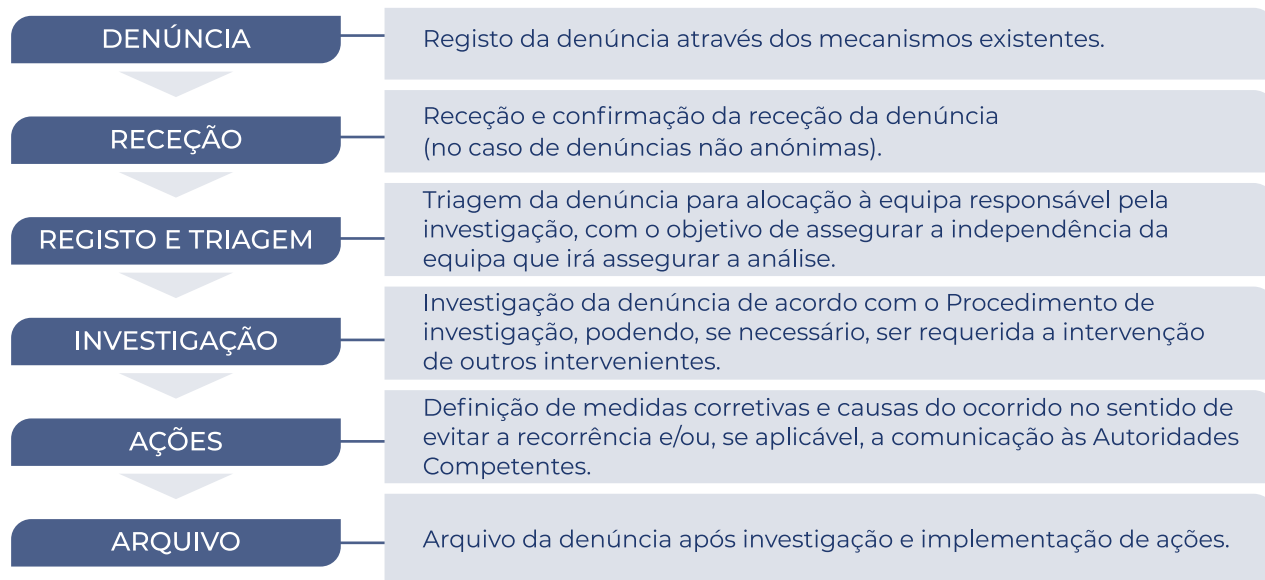 DENÚNCIA
Registo da denúncia através dos mecanismos existentes.
RECEÇÃO
Receção e confirmação da receção da denúncia
(no caso de denúncias não anónimas).
REGISTO E TRIAGEM
Triagem da denúncia para alocação à equipa responsável pela
investigação, com o objetivo de assegurar a independência da
equipa que irá assegurar a análise.
INVESTIGAÇÃO
Investigação da denúncia de acordo com o Procedimento de
investigação, podendo, se necessário, ser requerida a intervenção
de outros intervenientes.
AÇÕES
Definição de medidas corretivas e causas do ocorrido no sentido de
evitar a recorrência e/ou, se aplicável, a comunicação às Autoridades
Competentes.
ARQUIVO
Arquivo da denúncia após investigação e implementação de ações.